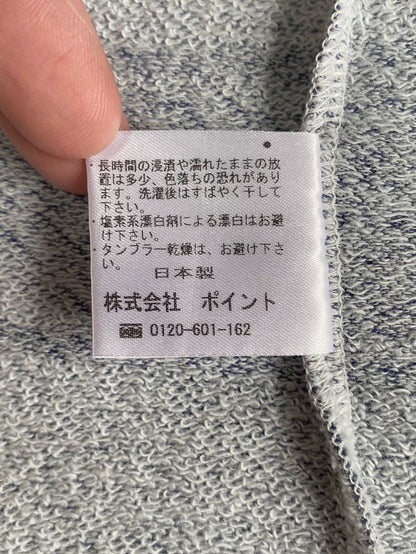 ・長時間の浸漬や濡れたままの放
置は多少、色落ちの恐れがあり
ます。洗濯後はすばやく干して
下さい。
・塩素系漂白剤による漂白はお避
け下さい。
・タンブラー乾燥は、お避け下さ
い。
日本製
株式会社 ポイント
0120-601-162